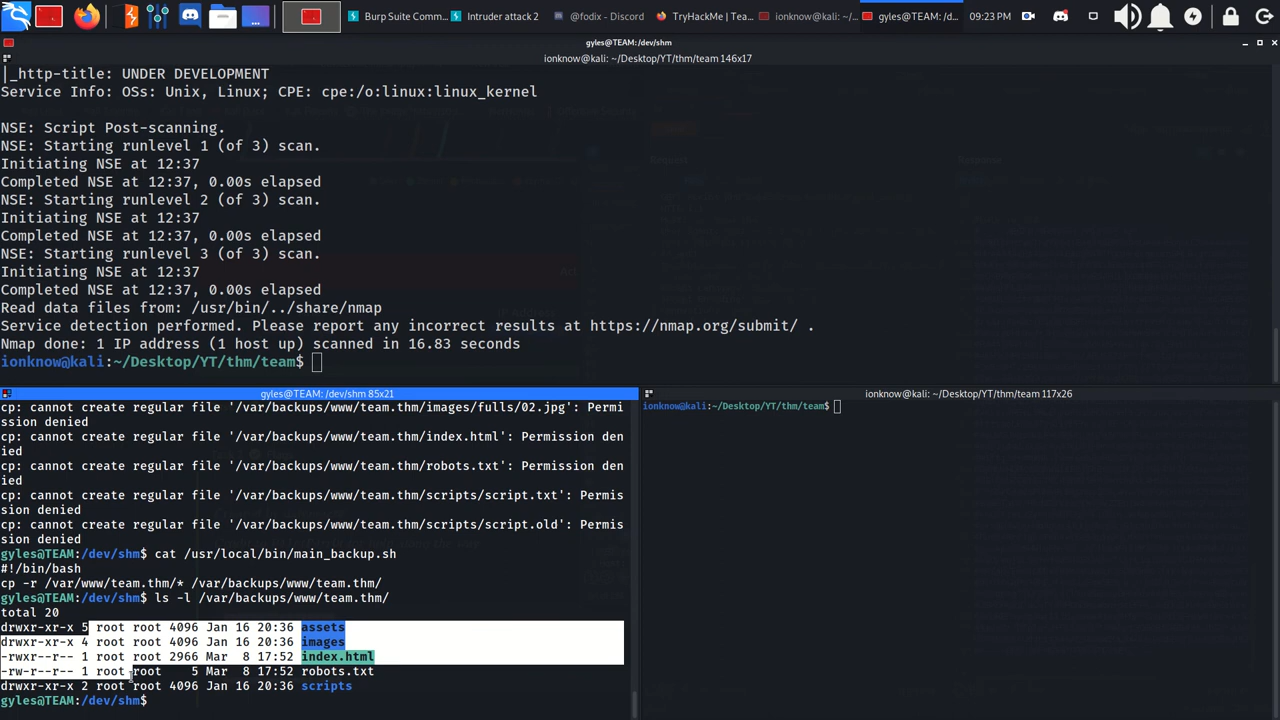 Burp Suite Comm...
Intruder attack 2
@fodix - Discord
TryHackMe | Tea...
ionknow@kali: ~/...
gyles@TEAM: /d...
09:23 PM
gyles@TEAM: /dev/shm
ionknow@kali: ~/Desktop/YT/thm/team 146x17
|_http-title: UNDER DEVELOPMENT
Service Info: OSs: Unix, Linux; CPE: cpe:/o:linux:linux_kernel
NSE: Script Post-scanning.
NSE: Starting runlevel 1 (of 3) scan.
Initiating NSE at 12:37
Completed NSE at 12:37, 0.00s elapsed
NSE: Starting runlevel 2 (of 3) scan.
Initiating NSE at 12:37
Completed NSE at 12:37, 0.00s elapsed
NSE: Starting runlevel 3 (of 3) scan.
Initiating NSE at 12:37
Completed NSE at 12:37, 0.00s elapsed
Read data files from: /usr/bin/../share/nmap
Service detection performed. Please report any incorrect results at https://nmap.org/submit/ .
Nmap done: 1 IP address (1 host up) scanned in 16.83 seconds
ionknow@kali:~/Desktop/YT/thm/team$
gyles@TEAM: /dev/shm 85x21
cp: cannot create regular file '/var/backups/www/team.thm/images/fulls/02.jpg': Permi
ssion denied
cp: cannot create regular file '/var/backups/www/team.thm/index.html': Permission den
ied
cp: cannot create regular file '/var/backups/www/team.thm/robots.txt': Permission den
ied
cp: cannot create regular file '/var/backups/www/team.thm/scripts/script.txt': Permis
sion denied
cp: cannot create regular file '/var/backups/www/team.thm/scripts/script.old': Permis
sion denied
gyles@TEAM:/dev/shm$ cat /usr/local/bin/main_backup.sh
#!/bin/bash
cp -r /var/www/team.thm/* /var/backups/www/team.thm/
gyles@TEAM:/dev/shm$ ls -l /var/backups/www/team.thm/
total 20
drwxr-xr-x 5 root root 4096 Jan 16 20:36 assets
drwxr-xr-x 4 root root 4096 Jan 16 20:36 images
-rwxr--r-- 1 root root 2966 Mar  8 17:52 index.html
-rw-r--r-- 1 root root    5 Mar  8 17:52 robots.txt
drwxr-xr-x 2 root root 4096 Jan 16 20:36 scripts
gyles@TEAM:/dev/shm$
ionknow@kali: ~/Desktop/YT/thm/team 117x26
ionknow@kali:~/Desktop/YT/thm/team$